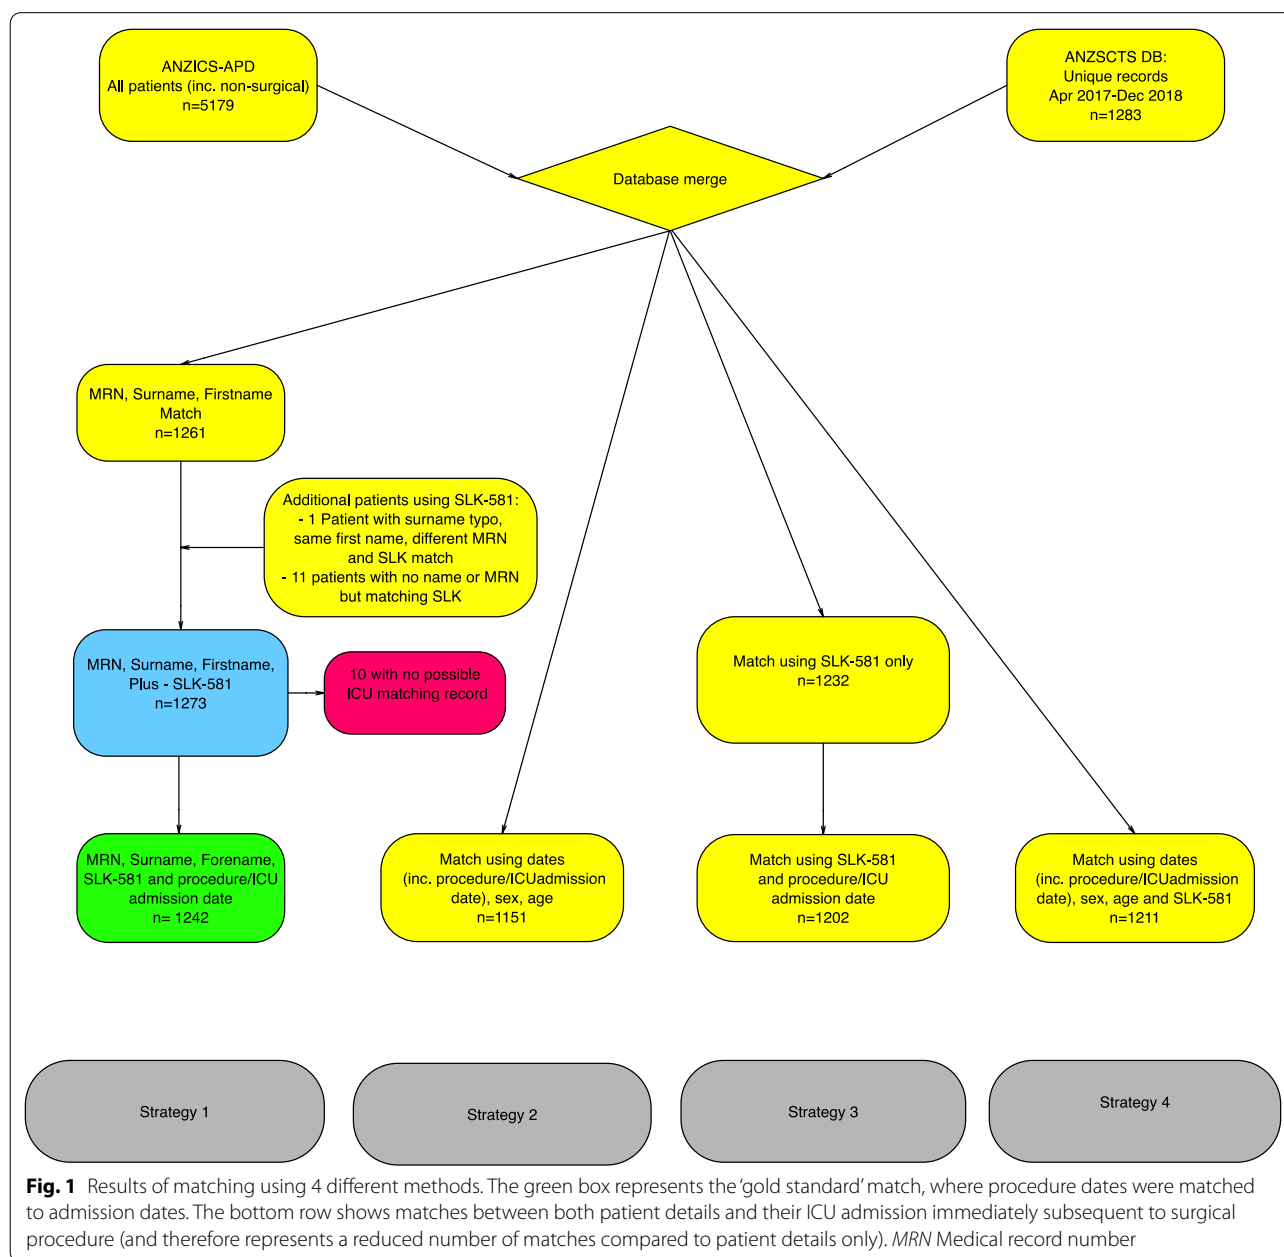 ANZICS-APD
All patients (inc. non-surgical)
n=5179
ANZSCTS DB:
Unique records
Apr 2017-Dec 2018
n=1283
Database merge
MRN, Surname, Firstname
Match
n=1261
Additional patients using SLK-581:
- 1 Patient with surname typo,
same first name, different MRN
and SLK match
- 11 patients with no name or MRN
but matching SLK
MRN, Surname, Firstname,
Plus - SLK-581
n=1273
10 with no possible
ICU matching record
Match using SLK-581 only
n=1232
MRN, Surname, Forename,
SLK-581 and procedure/ICU
admission date
n= 1242
Match using dates
(inc. procedure/ICUadmission
date), sex, age
n=1151
Match using SLK-581
and procedure/ICU
admission date
n=1202
Match using dates
(inc. procedure/ICUadmission
date), sex, age and SLK-581
n=1211
Strategy 1
Strategy 2
Strategy 3
Strategy 4
Fig. 1 Results of matching using 4 different methods. The green box represents the ‘gold standard’ match, where procedure dates were matched
to admission dates. The bottom row shows matches between both patient details and their ICU admission immediately subsequent to surgical
procedure (and therefore represents a reduced number of matches compared to patient details only). MRN Medical record number